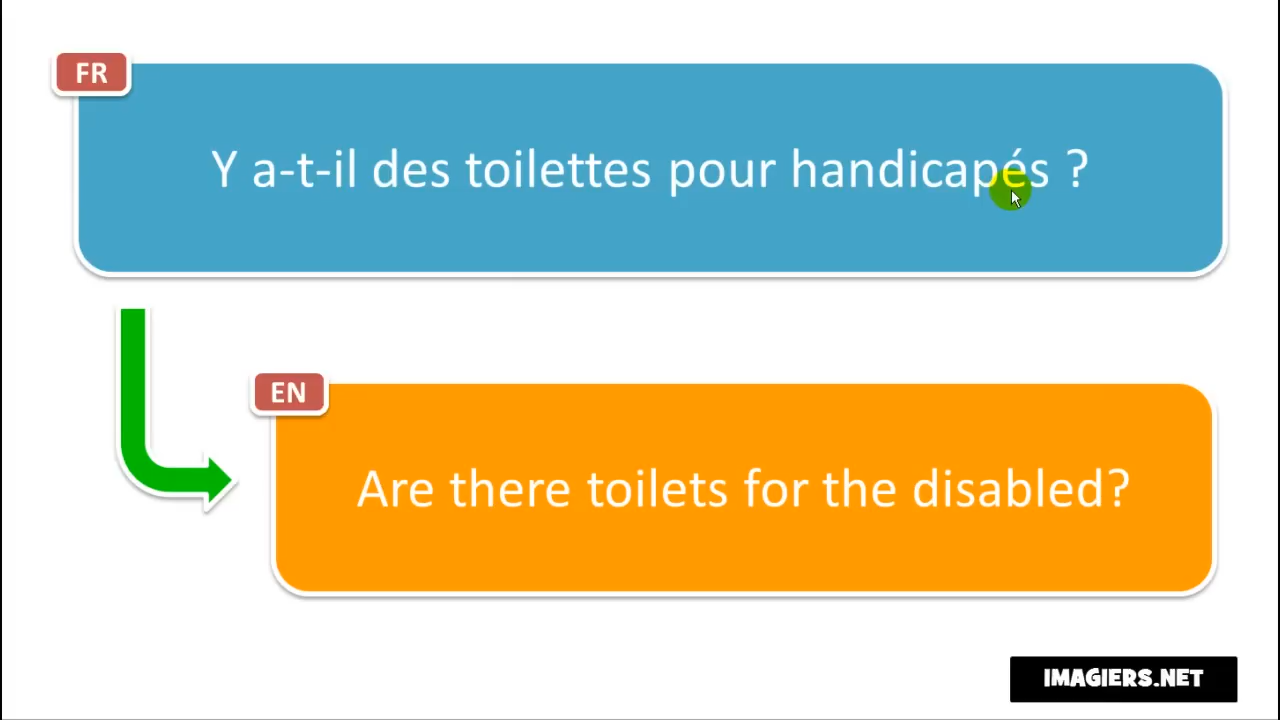 FR
Y a-t-il des toilettes pour handicapés ?
EN
Are there toilets for the disabled?
IMAGIERS.NET